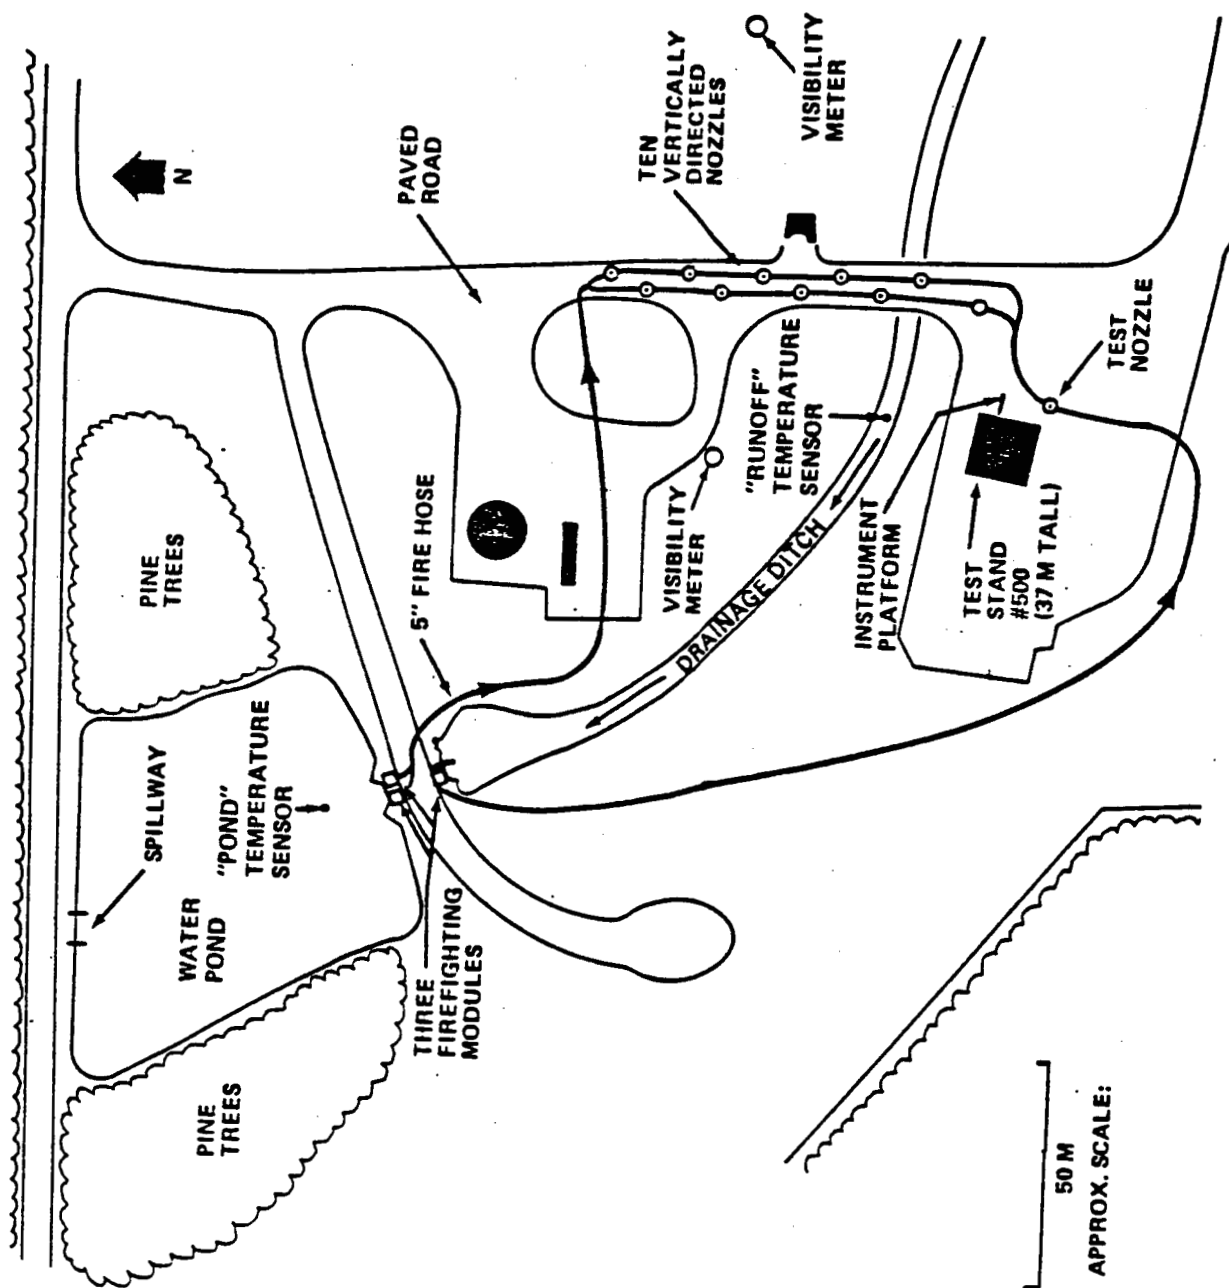 N
PAVED
ROAD
PINE
TREES
5" FIRE HOSE
TEN
VERTICALLY
DIRECTED
NOZZLES
VISIBILITY
METER
SPILLWAY
"POND"
TEMPERATURE
SENSOR
WATER
POND
VISIBILITY
METER
"RUNOFF"
TEMPERATURE
SENSOR
DRAINAGE DITCH
TEST
NOZZLE
INSTRUMENT
PLATFORM
TEST
STAND
#500
(37 M TALL)
THREE
FIREFIGHTING
MODULES
PINE
TREES
50 M
APPROX. SCALE: